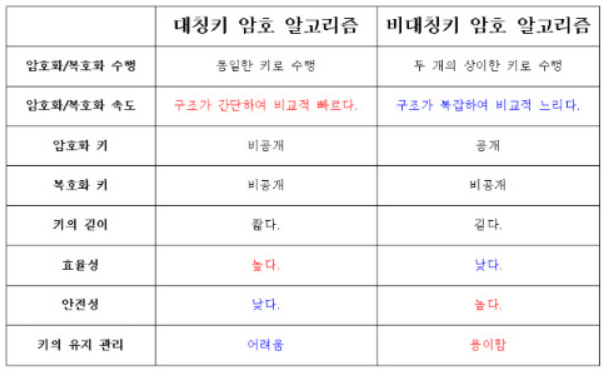 대칭키 암호 알고리즘 비대칭키 암호 알고리즘
암호화/복호화 수행 동일한 키로 수행 두 개의 상이한 키로 수행
암호화/복호화 속도 구조가 간단하여 비교적 빠르다. 구조가 복잡하여 비교적 느리다.
암호화 키 비공개 공개
복호화 키 비공개 비공개
키의 길이 짧다. 길다.
효율성 높다. 낮다.
안전성 낮다. 높다.
키의 유지 관리 어려움 용이함